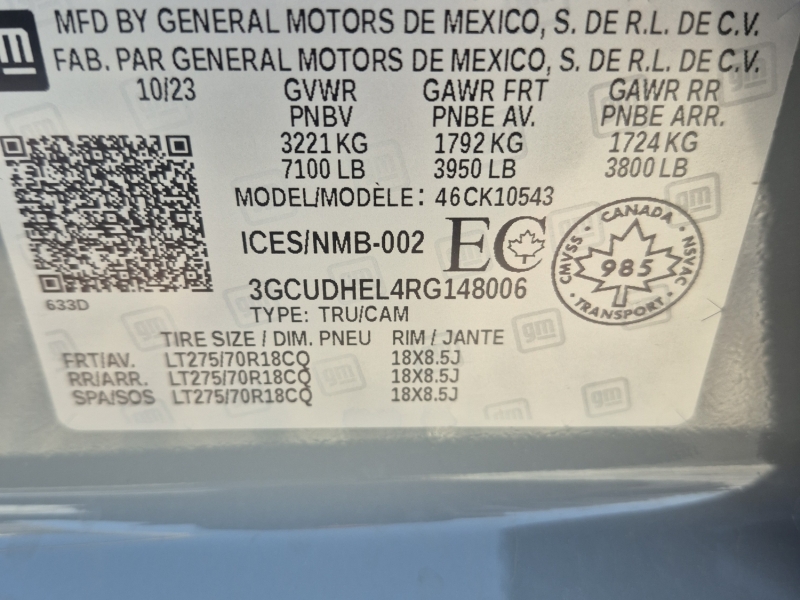 gm
MFD BY GENERAL MOTORS DE MEXICO, S. DE R.L. DE C.V.
FAB. PAR GENERAL MOTORS DE MEXICO, S. DE R.L. DE C.V.
10/23 GVWR GAWR FRT GAWR RR
PNBV PNBE AV. PNBE ARR.
3221 KG 1792 KG 1724 KG
7100 LB 3950 LB 3800 LB
MODEL/MODÈLE: 46CK10543
ICES/NMB-002 EC
CANADA
CMVSS 985 NSVAC
TRANSPORT
633D
3GCUDHEL4RG148006
TYPE: TRU/CAM
TIRE SIZE / DIM. PNEU RIM / JANTE
FRT/AV. LT275/70R18CQ 18X8.5J
RR/ARR. LT275/70R18CQ 18X8.5J
SPA/SOS LT275/70R18CQ 18X8.5J